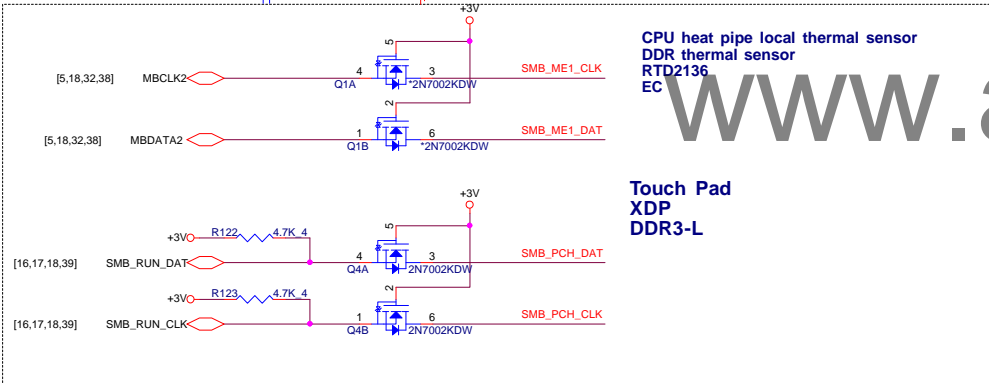 +3V
CPU heat pipe local thermal sensor
DDR thermal sensor
RTD2136
EC
www.a
5
[5,18,32,38] MBCLK2 4 3 SMB_ME1_CLK
Q1A *2N7002KDW
2
[5,18,32,38] MBDATA2 1 6 SMB_ME1_DAT
Q1B *2N7002KDW
Touch Pad
XDP
DDR3-L
+3V
+3V R122 4.7K_4
5
[16,17,18,39] SMB_RUN_DAT 4 3 SMB_PCH_DAT
Q4A 2N7002KDW
+3V R123 4.7K_4
2
[16,17,18,39] SMB_RUN_CLK 1 6 SMB_PCH_CLK
Q4B 2N7002KDW